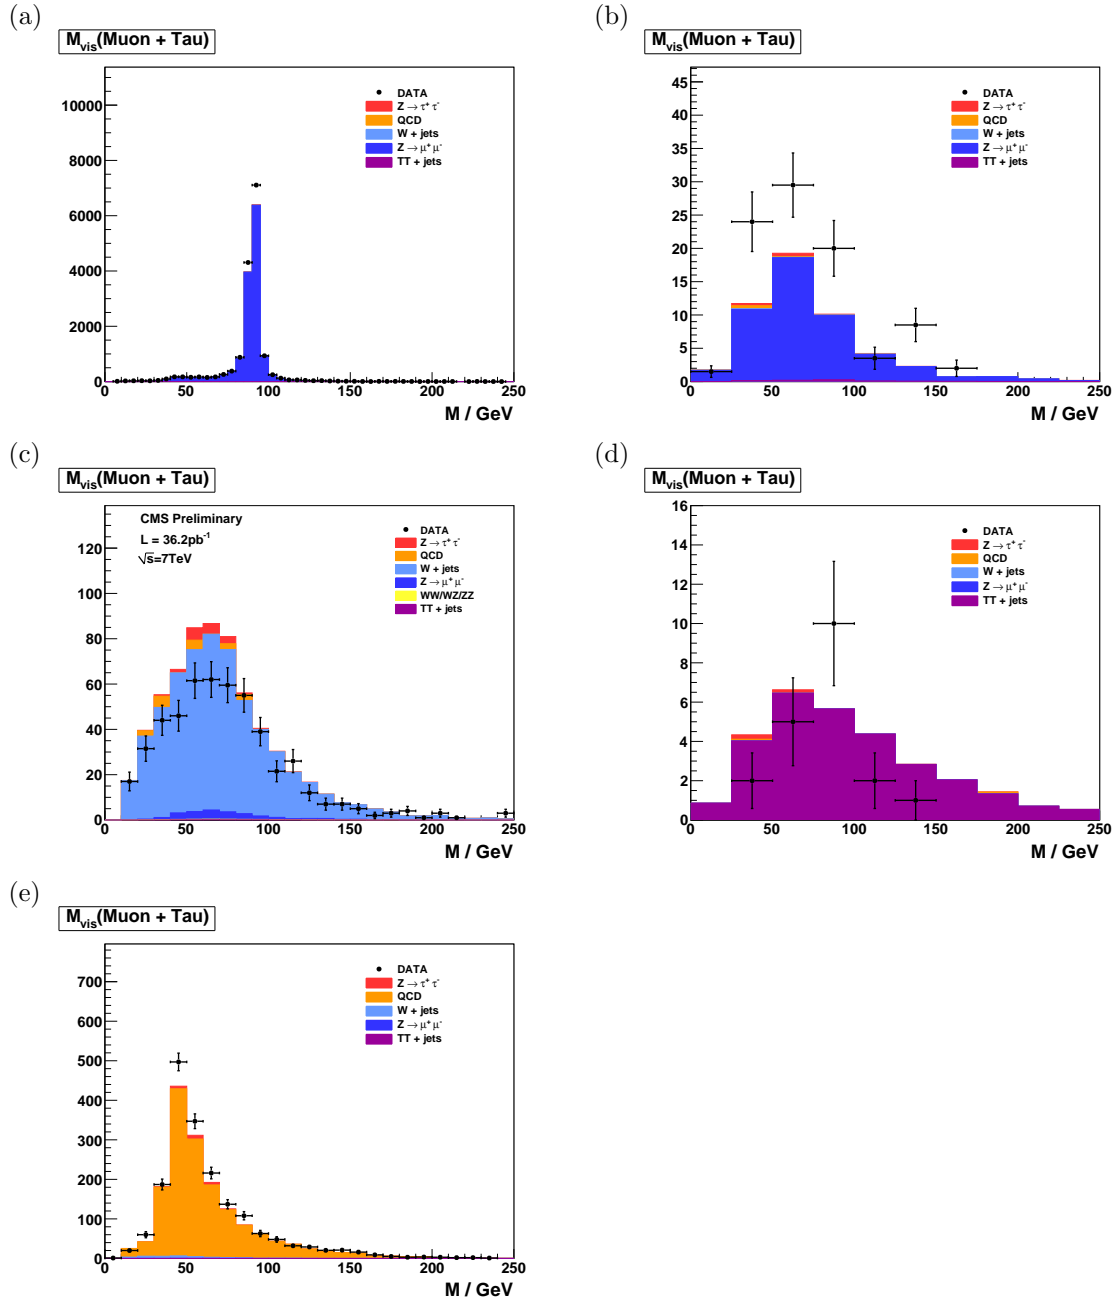 (a)
M_vis(Muon + Tau)
10000
8000
6000
4000
2000
0
0 50 100 150 200 250
M / GeV
DATA
Z → τ⁺ τ⁻
QCD
W + jets
Z → μ⁺ μ⁻
TT + jets
(b)
M_vis(Muon + Tau)
45
40
35
30
25
20
15
10
5
0
0 50 100 150 200 250
M / GeV
DATA
Z → τ⁺ τ⁻
QCD
W + jets
Z → μ⁺ μ⁻
TT + jets
(c)
M_vis(Muon + Tau)
CMS Preliminary
L = 36.2pb⁻¹
√s=7TeV
120
100
80
60
40
20
0
0 50 100 150 200 250
M / GeV
DATA
Z → τ⁺ τ⁻
QCD
W + jets
Z → μ⁺ μ⁻
WW/WZ/ZZ
TT + jets
(d)
M_vis(Muon + Tau)
16
14
12
10
8
6
4
2
0
0 50 100 150 200 250
M / GeV
DATA
Z → τ⁺ τ⁻
QCD
W + jets
Z → μ⁺ μ⁻
TT + jets
(e)
M_vis(Muon + Tau)
700
600
500
400
300
200
100
0
0 50 100 150 200 250
M / GeV
DATA
Z → τ⁺ τ⁻
QCD
W + jets
Z → μ⁺ μ⁻
TT + jets